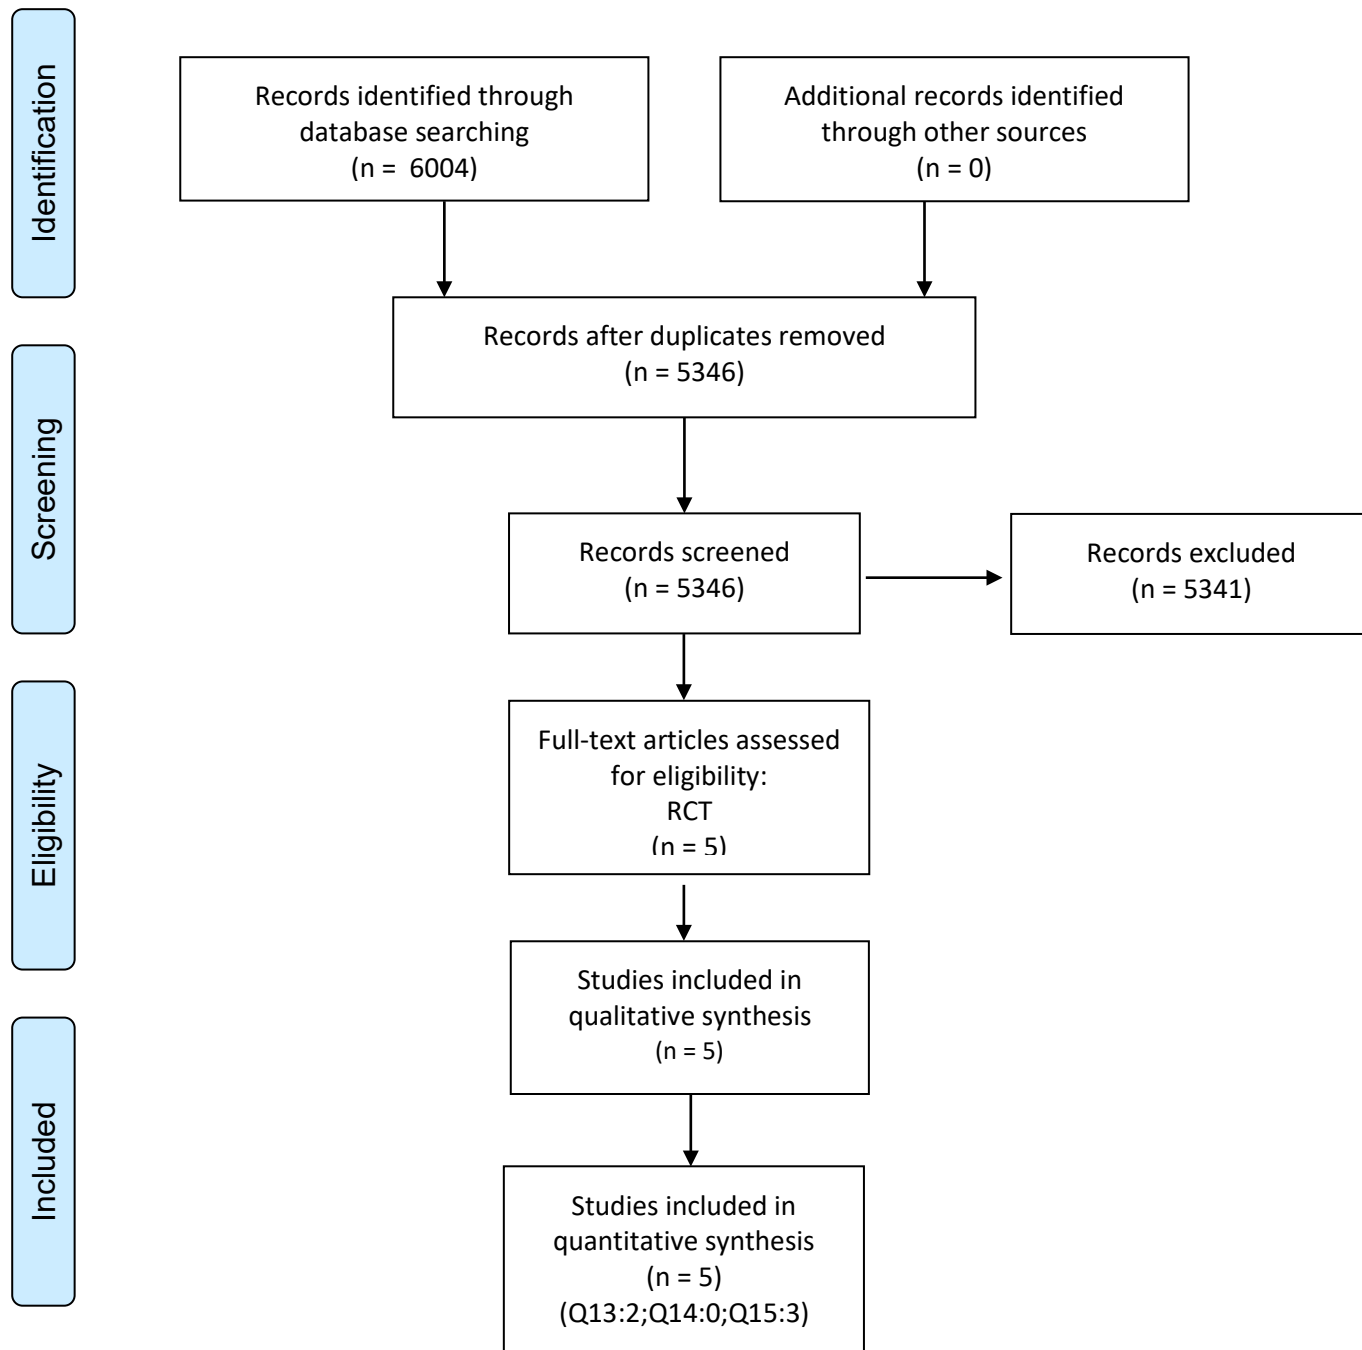 Identification
Records identified through
database searching
(n =  6004)
Additional records identified
through other sources
(n = 0)
Records after duplicates removed
(n = 5346)
Screening
Records screened
(n = 5346)
Records excluded
(n = 5341)
Eligibility
Full-text articles assessed
for eligibility:
RCT
(n = 5)
Studies included in
qualitative synthesis
(n = 5)
Included
Studies included in
quantitative synthesis
(n = 5)
(Q13:2;Q14:0;Q15:3)